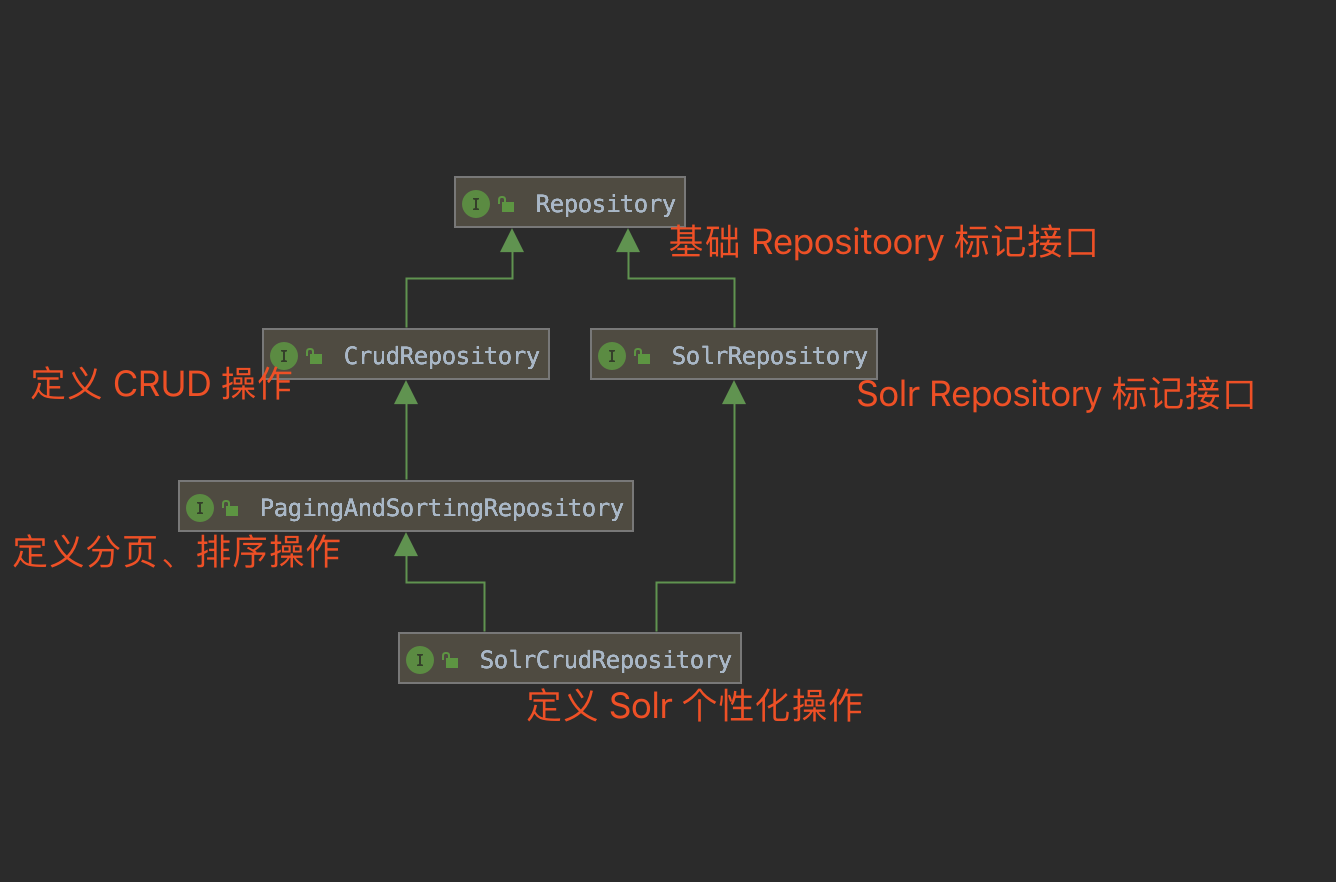 I Repository
基础 Repositoory 标记接口
I CrudRepository
I SolrRepository
定义 CRUD 操作
Solr Repository 标记接口
I PagingAndSortingRepository
定义分页、排序操作
I SolrCrudRepository
定义 Solr 个性化操作